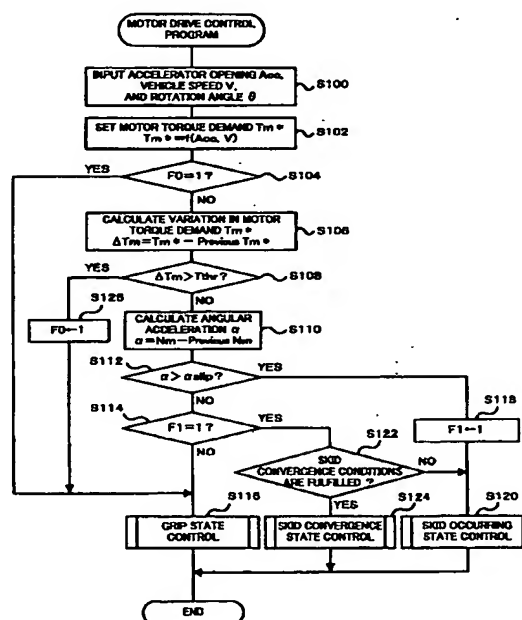 MOTOR DRIVE CONTROL
PROGRAM
INPUT ACCELERATOR OPENING Acc,
VEHICLE SPEED V,
AND ROTATION ANGLE θ
S100
SET MOTOR TORQUE DEMAND Tm*
Tm*=f(Acc, V)
S102
YES
F0=1?
S104
NO
CALCULATE VARIATION IN MOTOR
TORQUE DEMAND Tm*
ΔTm=Tm* - Previous Tm*
S106
YES
ΔTm>Tthr?
S108
NO
S126
F0←1
CALCULATE ANGULAR
ACCELERATION α
α=Nm-Previous Nm
S110
S112
α>αslip?
YES
NO
S114
F1=1?
YES
NO
S118
F1←1
S122
SKID
CONVERGENCE CONDITIONS
ARE FULFILLED ?
NO
YES
S116
S124
S120
GRIP STATE
CONTROL
SKID CONVERGENCE
STATE CONTROL
SKID OCCURRING
STATE CONTROL
END